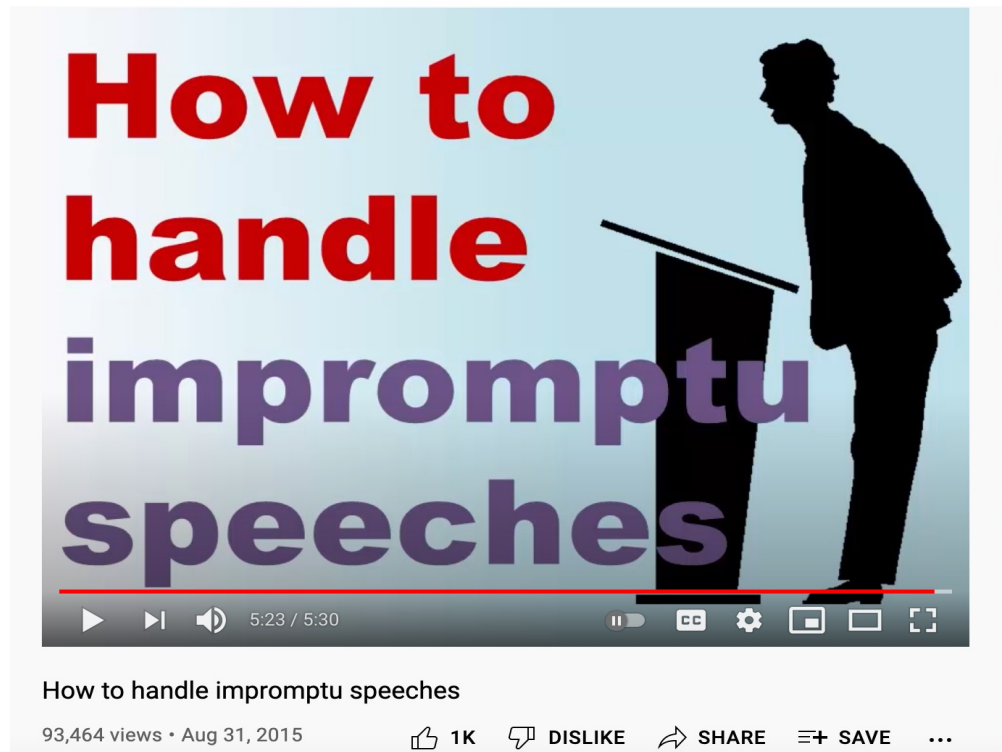 How to
handle
impromptu
speeches
5:23 / 5:30
CC
How to handle impromptu speeches
93,464 views • Aug 31, 2015 1K DISLIKE SHARE SAVE ...